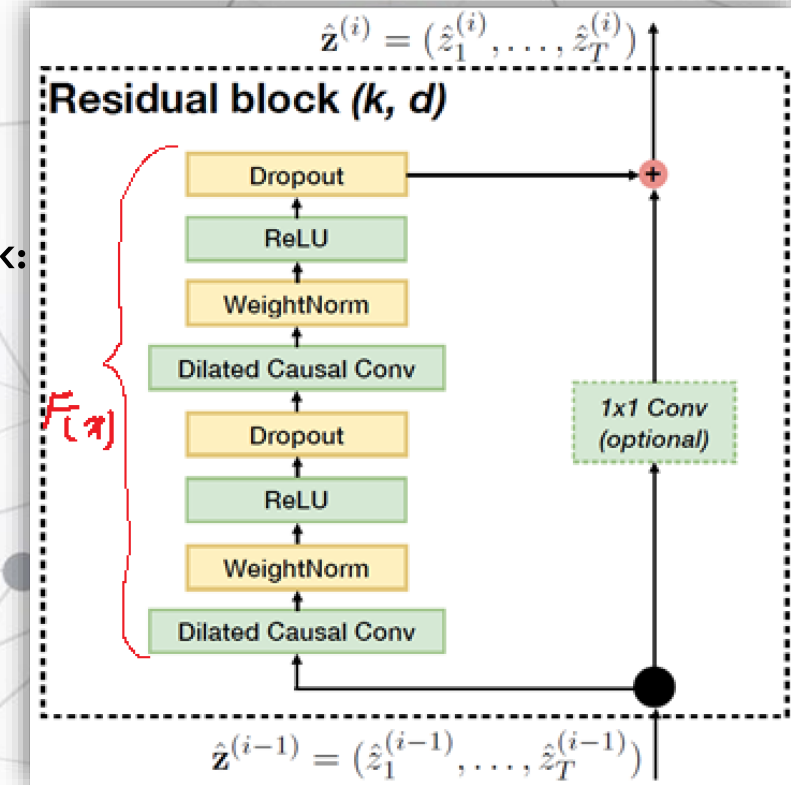 ẑ^(i) = (ẑ_1^(i), . . . , ẑ_T^(i))
Residual block (k, d)
Dropout
+
ReLU
k:
WeightNorm
Dilated Causal Conv
1x1 Conv
(optional)
F(x)
Dropout
ReLU
WeightNorm
Dilated Causal Conv
ẑ^(i−1) = (ẑ_1^(i−1), . . . , ẑ_T^(i−1))